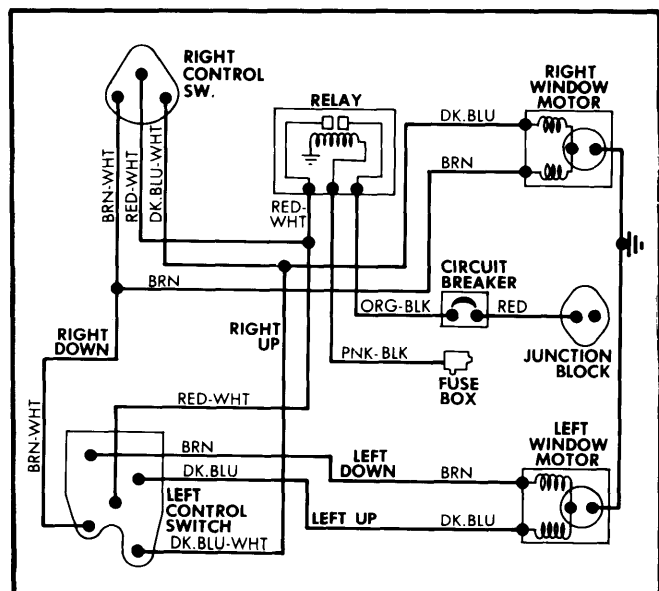 RIGHT
CONTROL
SW.
RELAY
RIGHT
WINDOW
MOTOR
DK.BLU
BRN
BRN-WHT
RED-WHT
DK.BLU-WHT
RED-
WHT
BRN
CIRCUIT
BREAKER
ORG-BLK
RED
RIGHT
DOWN
RIGHT
UP
JUNCTION
BLOCK
PNK-BLK
FUSE
BOX
RED-WHT
BRN-WHT
BRN
LEFT
DOWN
BRN
LEFT
WINDOW
MOTOR
DK.BLU
LEFT
CONTROL
SWITCH
LEFT UP
DK.BLU
DK.BLU-WHT